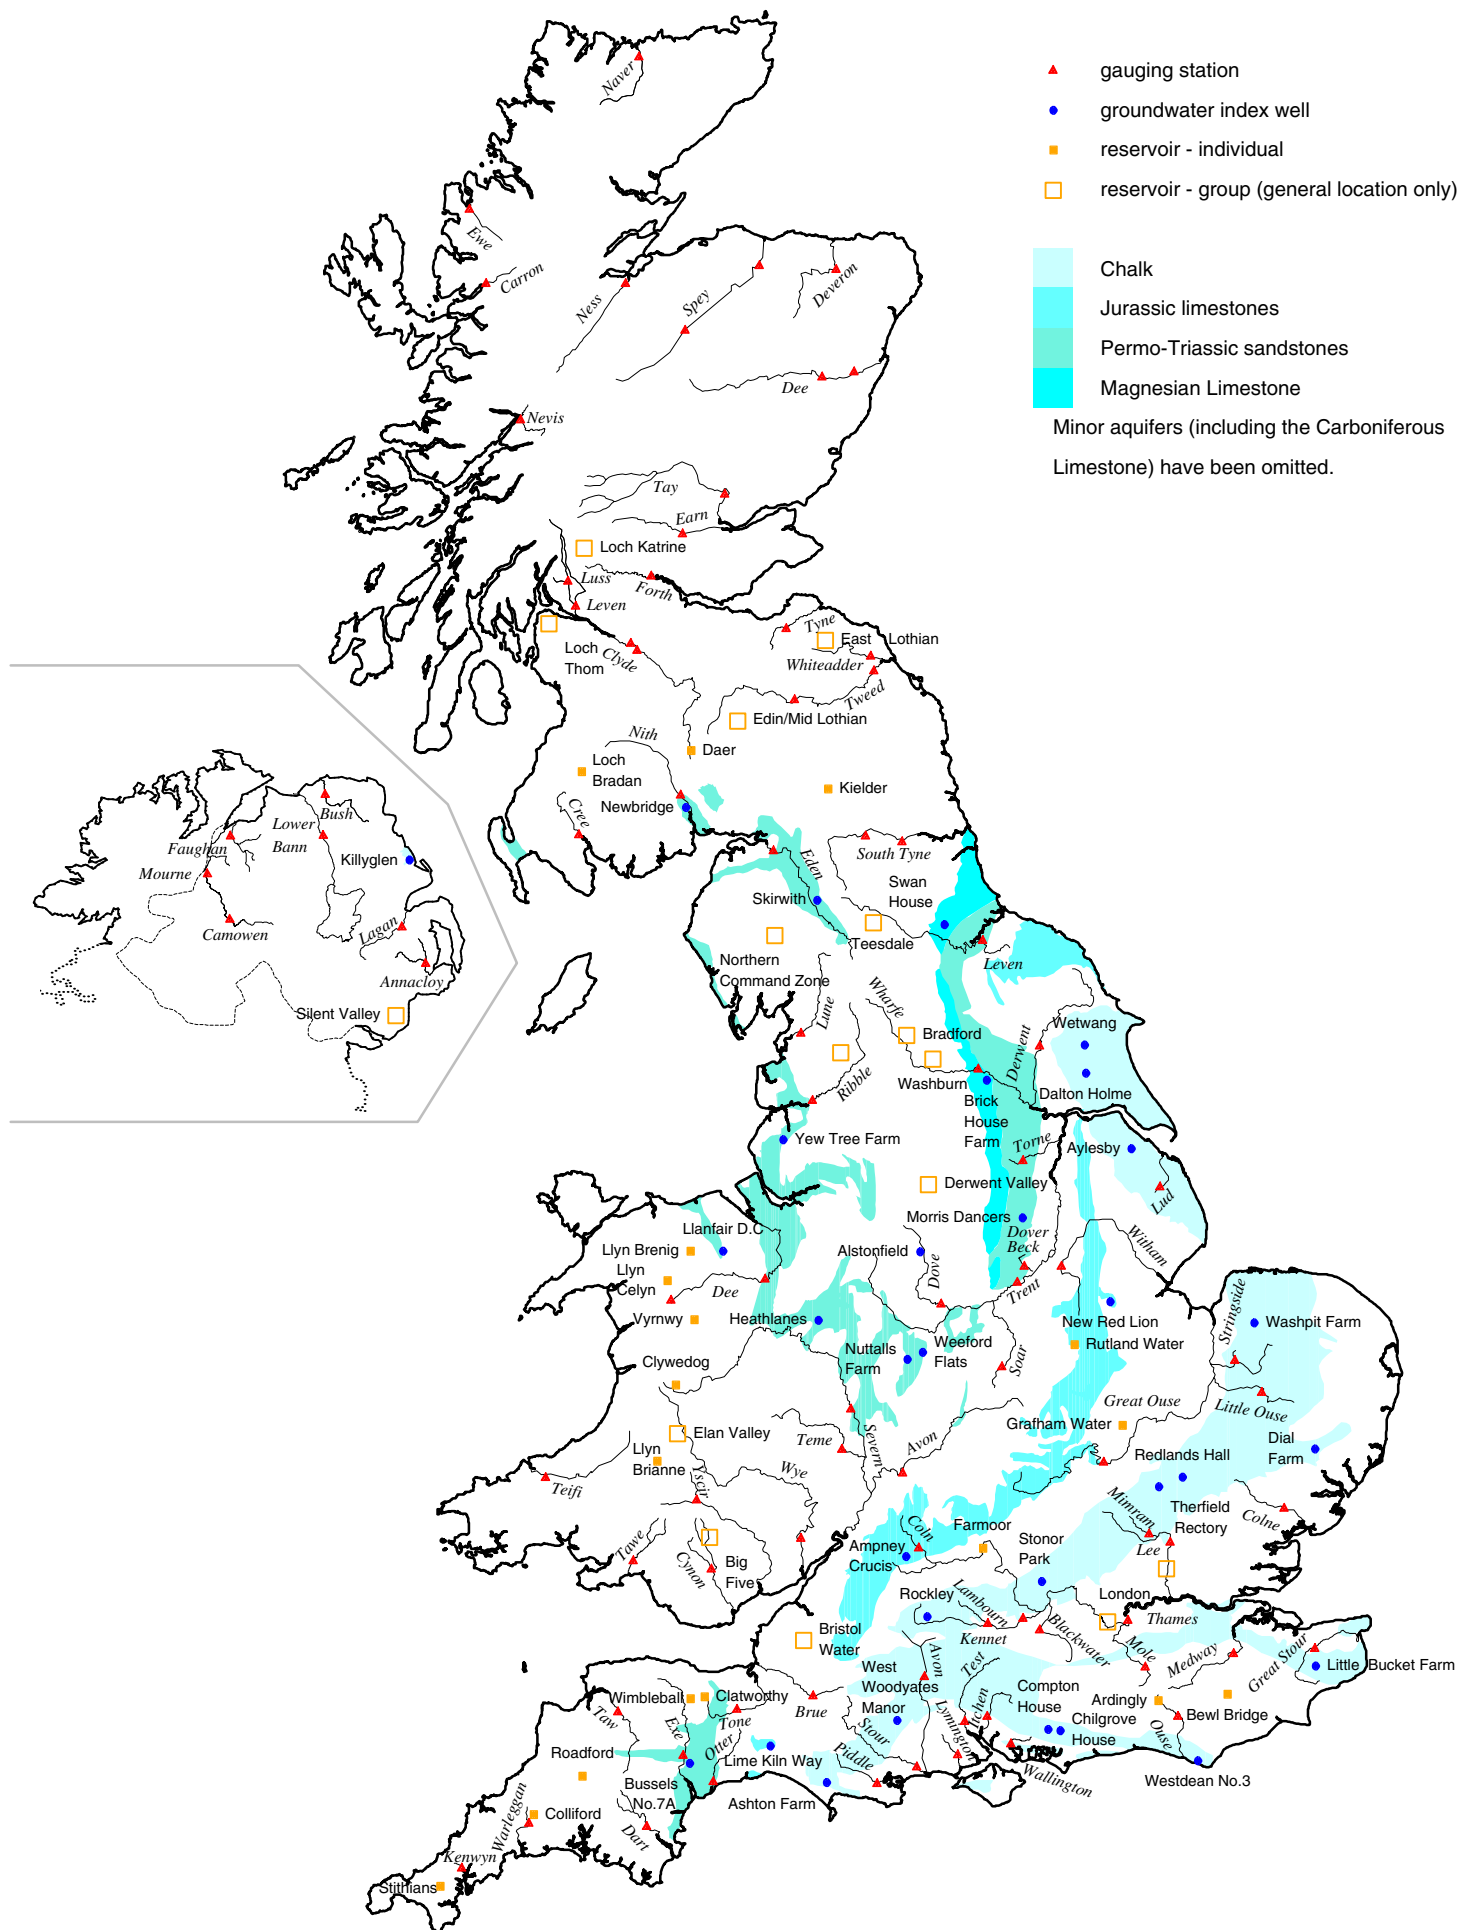 Naver
gauging station
groundwater index well
reservoir - individual
reservoir - group (general location only)
Ewe
Carron
Ness
Spey
Deveron
Chalk
Jurassic limestones
Permo-Triassic sandstones
Magnesian Limestone
Minor aquifers (including the Carboniferous
Limestone) have been omitted.
Dee
Nevis
Tay
Earn
Loch Katrine
Luss
Forth
Leven
Loch
Thom
Clyde
Tyne
East Lothian
Whiteadder
Tweed
Edin/Mid Lothian
Nith
Daer
Loch
Bradan
Kielder
Newbridge
Cree
Bush
Lower
Bann
Faughan
Killyglen
Mourne
Camowen
Lagan
Annacloy
Silent Valley
South Tyne
Eden
Swan
House
Skirwith
Teesdale
Northern
Command Zone
Leven
Lune
Wharfe
Bradford
Washburn
Ribble
Derwent
Wetwang
Dalton Holme
Brick
House
Farm
Yew Tree Farm
Torne
Aylesby
Lud
Derwent Valley
Morris Dancers
Dover
Beck
Witham
Llanfair D.C
Llyn Brenig
Llyn
Celyn
Dee
Vyrnwy
Alstonfield
Dove
Trent
New Red Lion
Rutland Water
Stringside
Washpit Farm
Heathlanes
Nuttalls
Farm
Weeford
Flats
Soar
Clywedog
Great Ouse
Little Ouse
Grafham Water
Elan Valley
Teme
Severn
Avon
Redlands Hall
Dial
Farm
Llyn
Brianne
Yscir
Wye
Teifi
Mimram
Therfield
Rectory
Colne
Coln
Farmoor
Ampney
Crucis
Stonor
Park
Lee
Tawe
Cynon
Big
Five
Rockley
Lambourn
Kennet
London
Blackwater
Thames
Bristol
Water
Mole
Medway
Great Stour
Little Bucket Farm
West
Woodyates
Manor
Avon
Test
Itchen
Compton
House
Chilgrove
House
Ardingly
Bewl Bridge
Wimbleball
Clatworthy
Brue
Taw
Exe
Tone
Stour
Lymington
Ouse
Roadford
Otter
Lime Kiln Way
Piddle
Wallington
Westdean No.3
Bussels
No.7A
Ashton Farm
Warleggan
Colliford
Dart
Kenwyn
Stithians